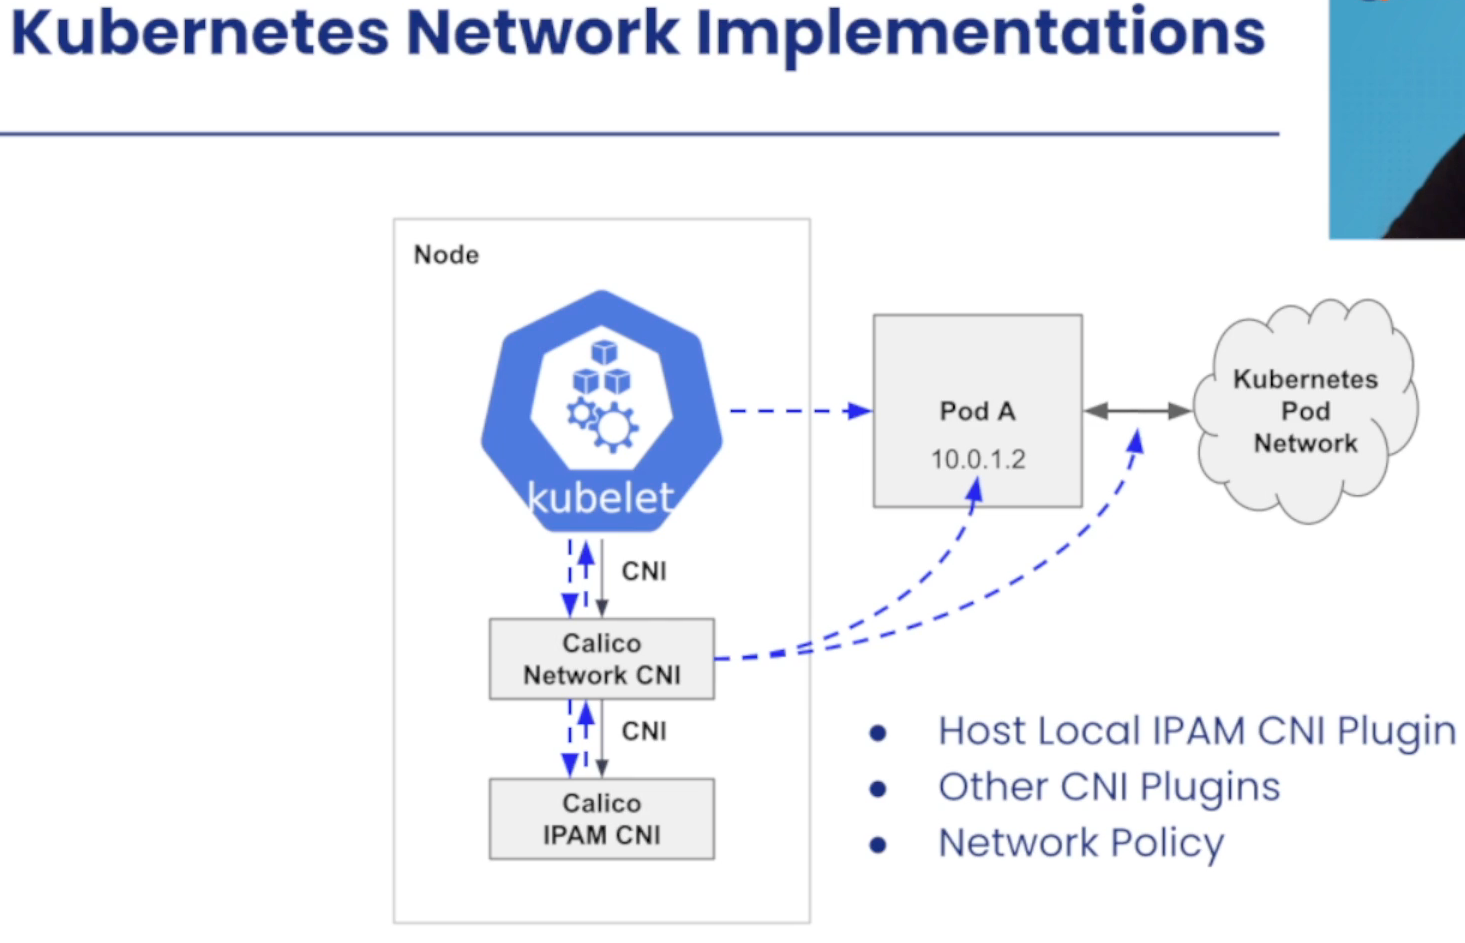 Kubernetes Network Implementations
Node
kubelet
CNI
Calico
Network CNI
CNI
Calico
IPAM CNI
Pod A
10.0.1.2
Kubernetes
Pod
Network
● Host Local IPAM CNI Plugin
● Other CNI Plugins
● Network Policy